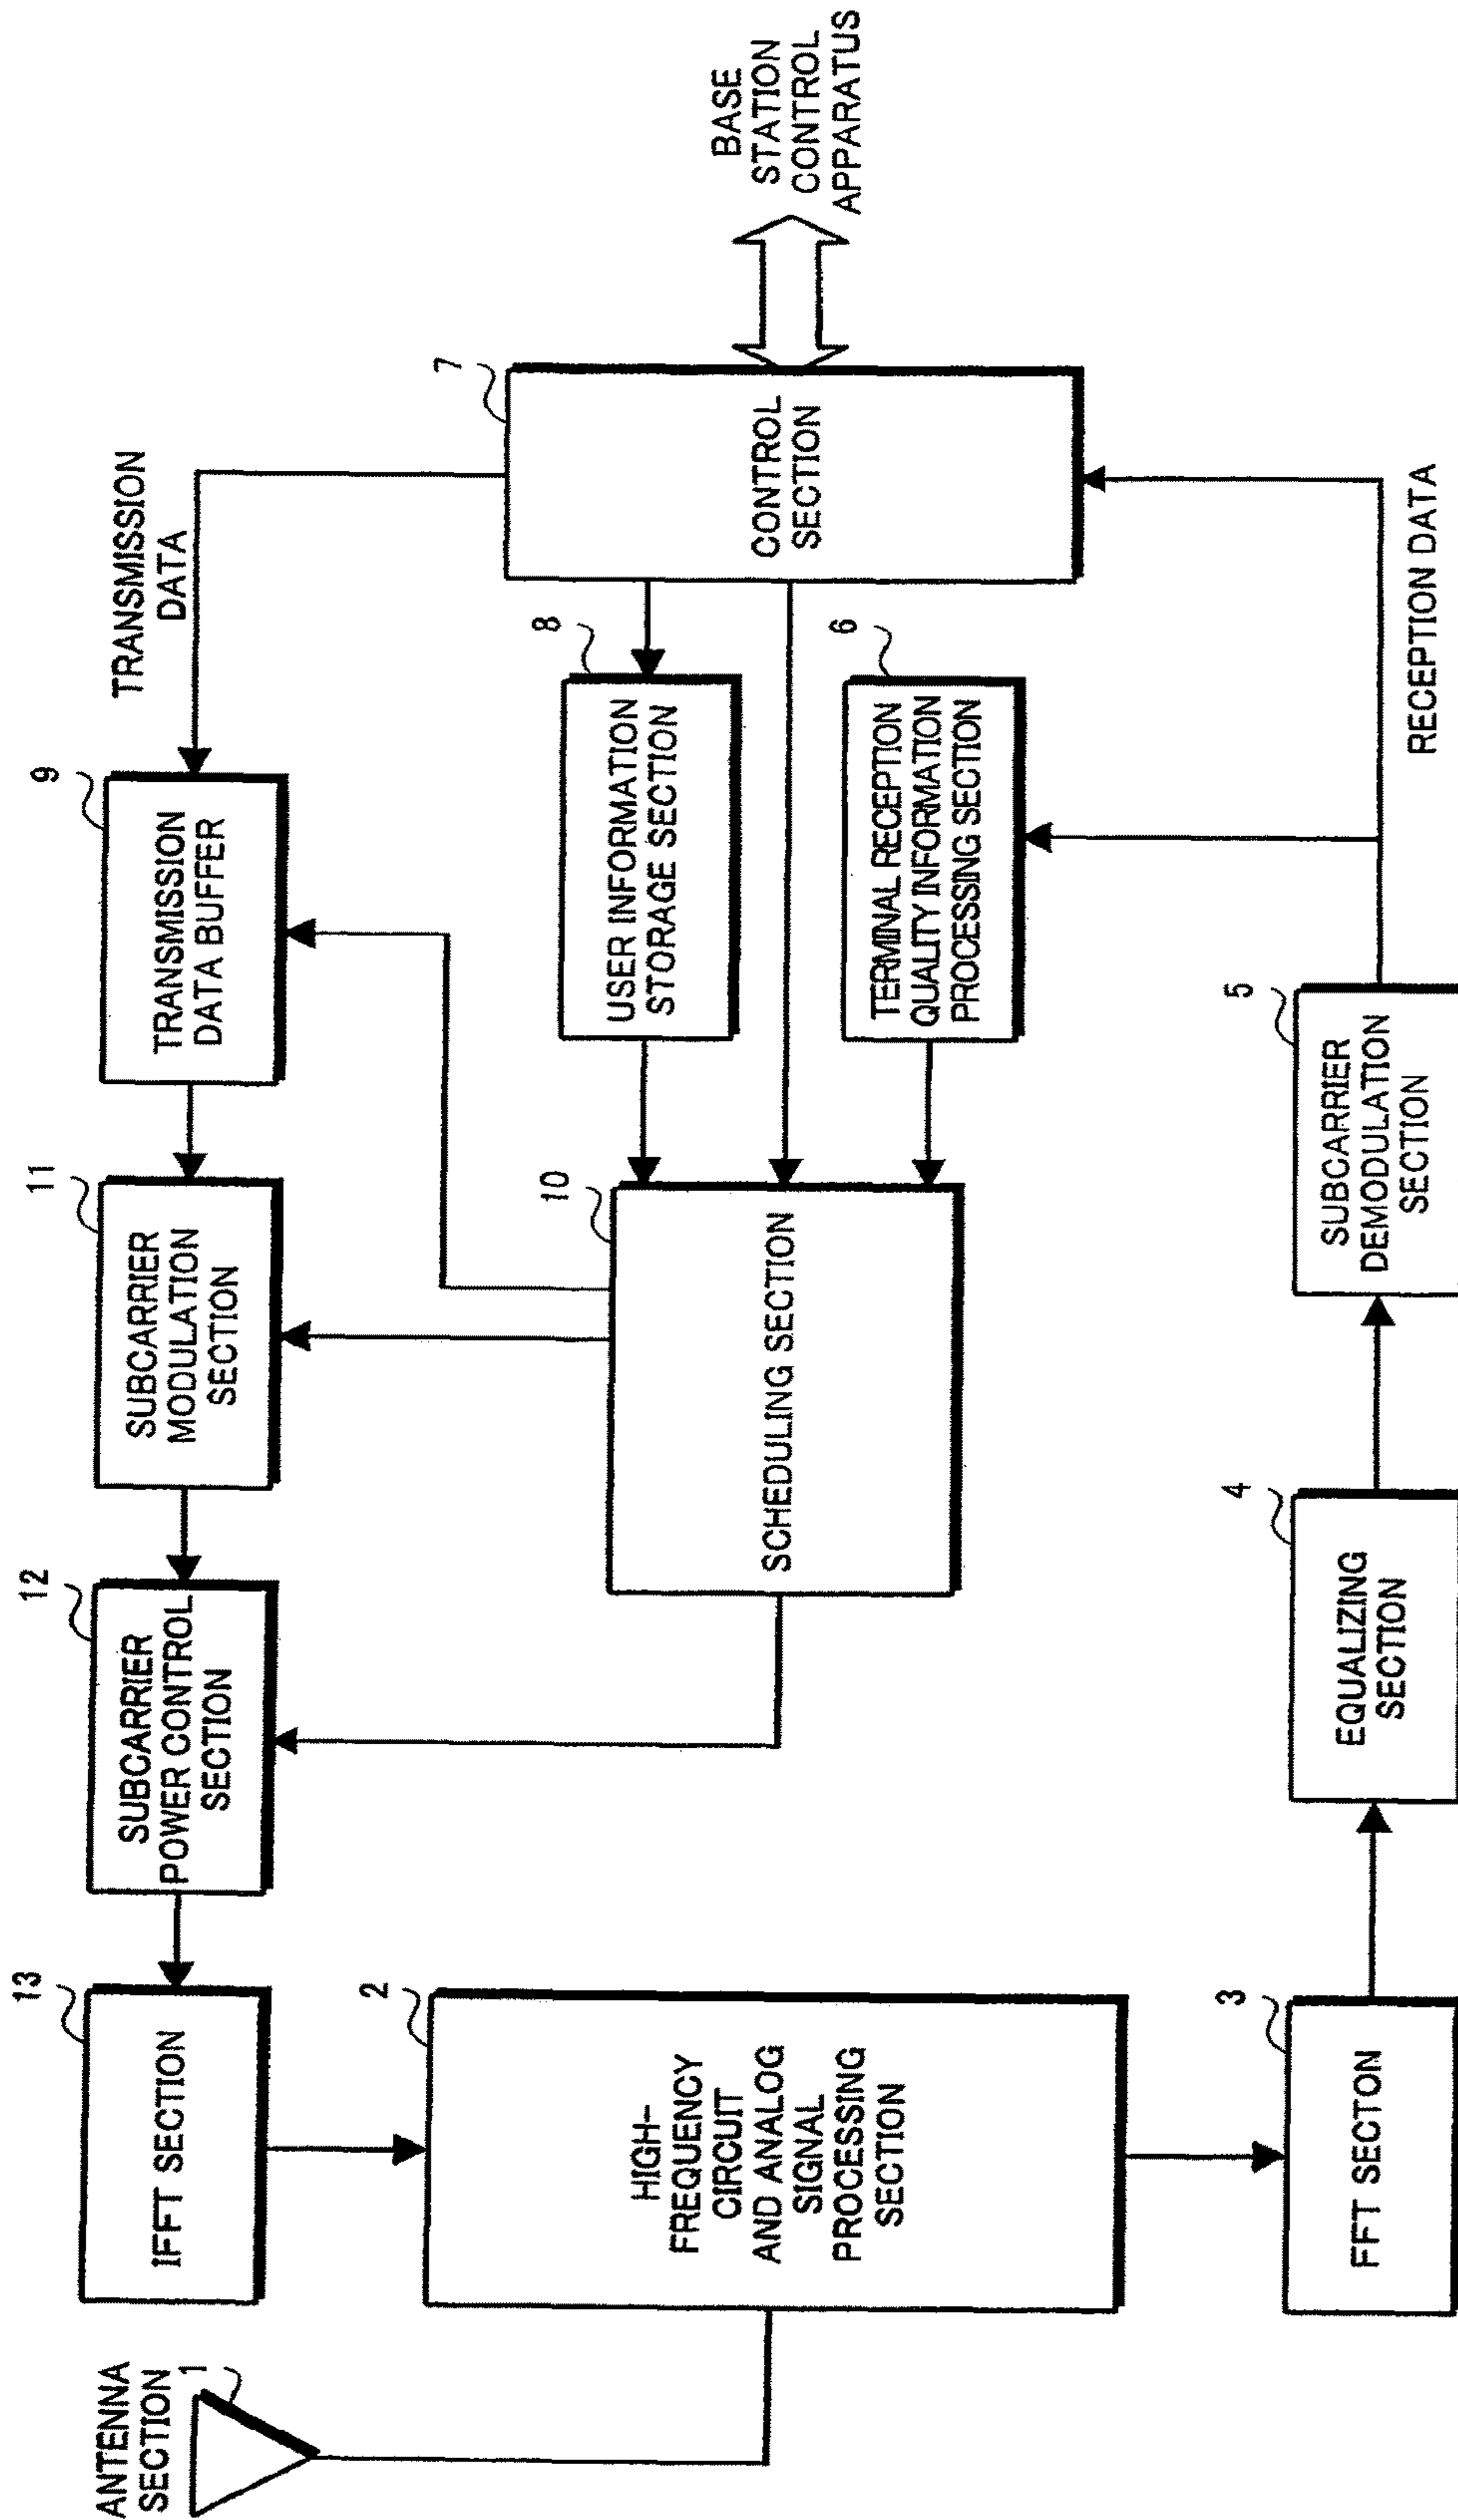 ANTENNA
SECTION
1
13
IFFT SECTION
12
SUBCARRIER
POWER CONTROL
SECTION
11
SUBCARRIER
MODULATION
SECTION
9
TRANSMISSION
DATA BUFFER
TRANSMISSION
DATA
2
HIGH-
FREQUENCY
CIRCUIT
AND ANALOG
SIGNAL
PROCESSING
SECTION
10
SCHEDULING SECTION
8
USER INFORMATION
STORAGE SECTION
6
TERMINAL RECEPTION
QUALITY INFORMATION
PROCESSING SECTION
7
CONTROL
SECTION
BASE
STATION
CONTROL
APPARATUS
3
FFT SECTON
4
EQUALIZING
SECTION
5
SUBCARRIER
DEMODULATION
SECTION
RECEPTION DATA